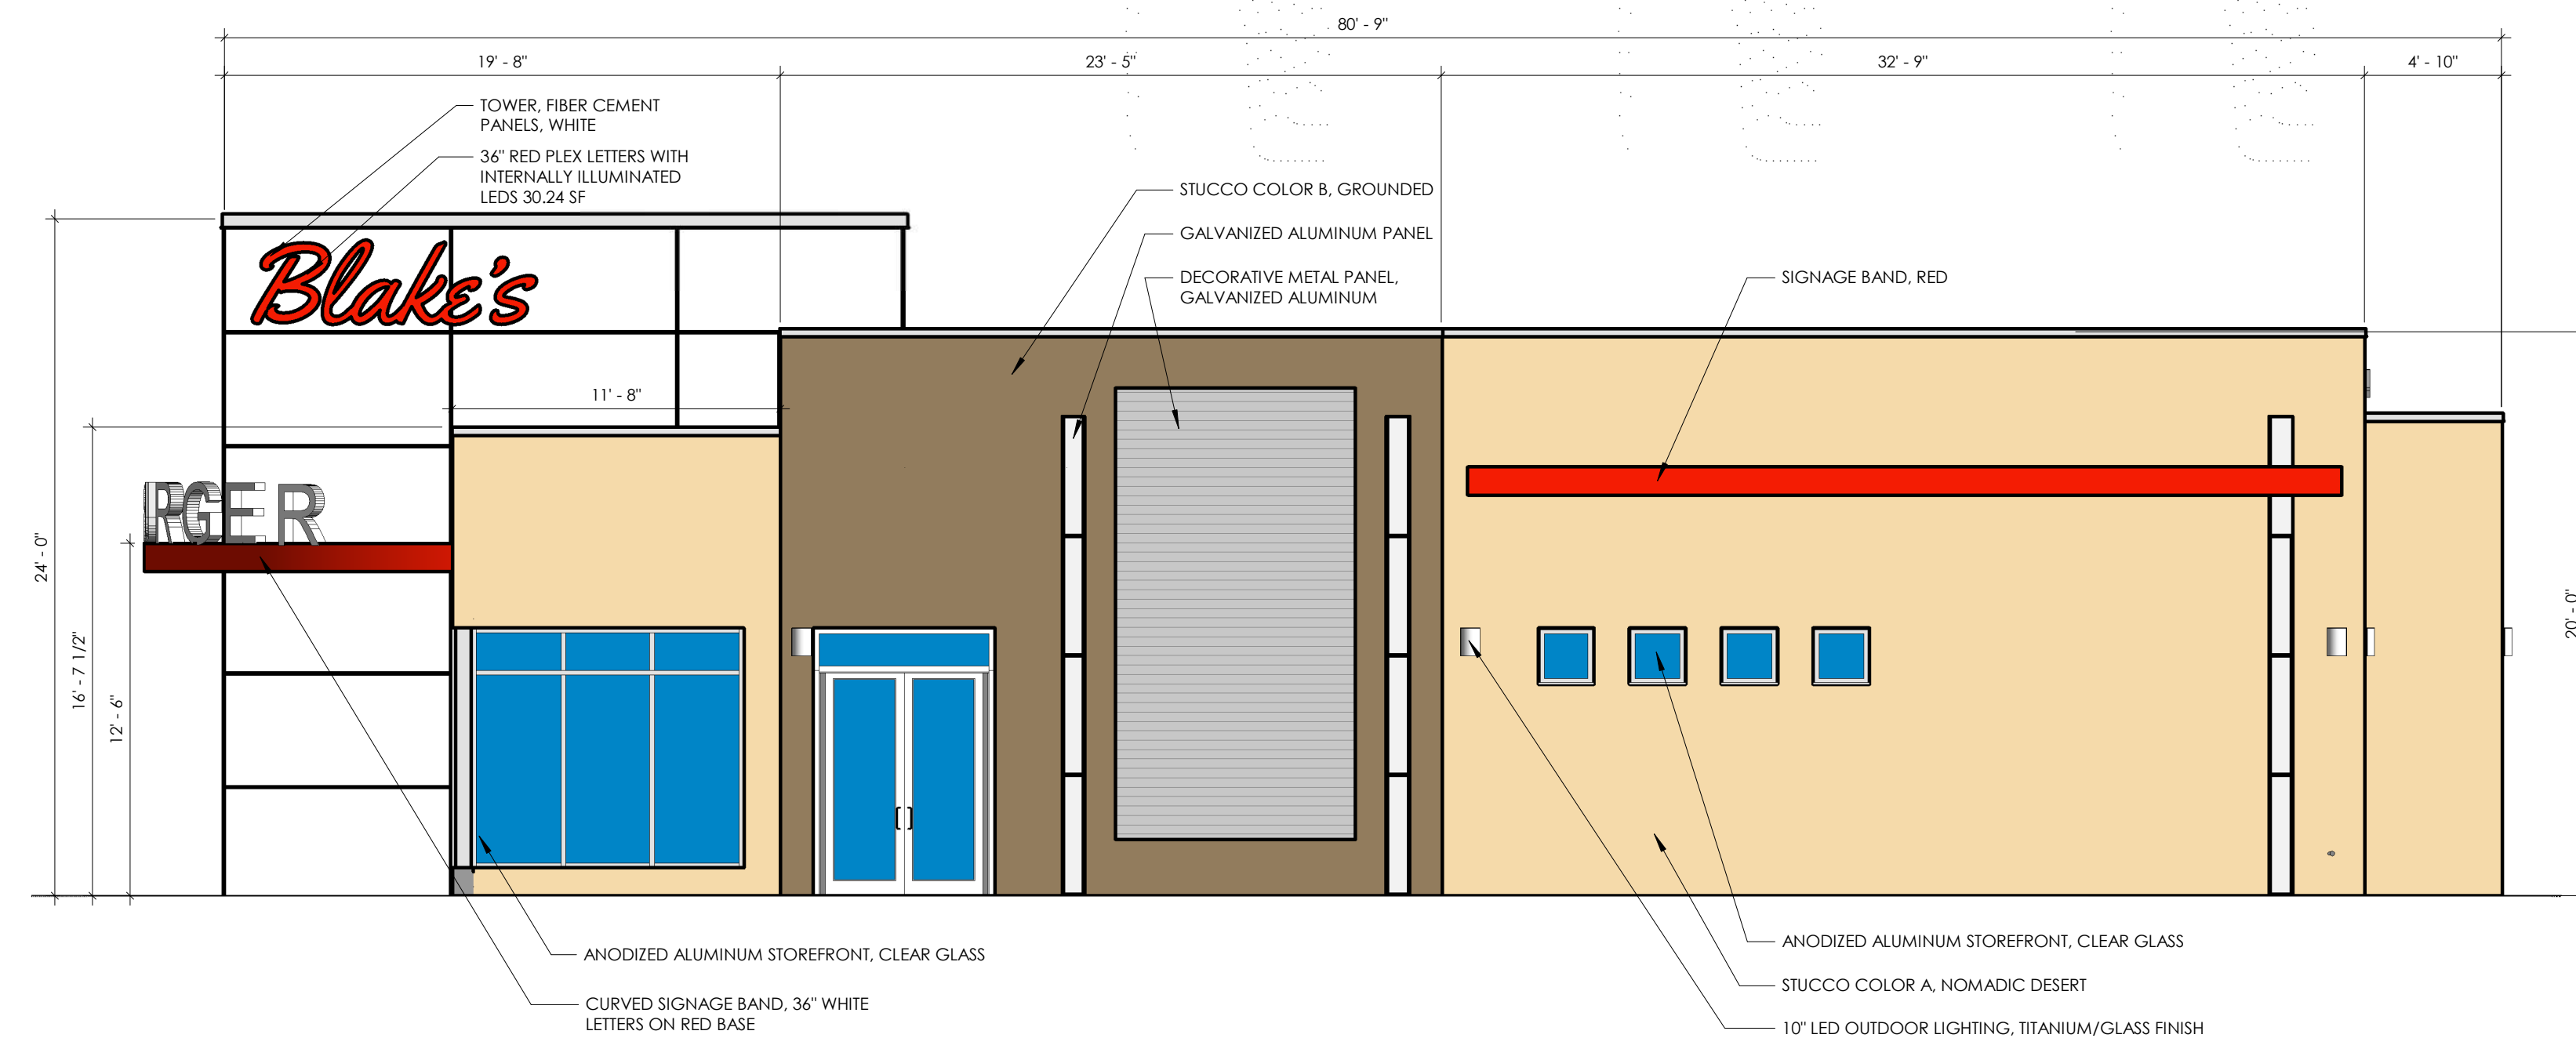 80' - 9"
19' - 8"
23' - 5"
32' - 9"
4' - 10"
TOWER, FIBER CEMENT
PANELS, WHITE
36" RED PLEX LETTERS WITH
INTERNALLY ILLUMINATED
LEDS 30.24 SF
STUCCO COLOR B, GROUNDED
GALVANIZED ALUMINUM PANEL
DECORATIVE METAL PANEL,
GALVANIZED ALUMINUM
SIGNAGE BAND, RED
Blake's
11' - 8"
RGER
24' - 0"
16' - 7 1/2"
12' - 6"
20' - 0"
ANODIZED ALUMINUM STOREFRONT, CLEAR GLASS
CURVED SIGNAGE BAND, 36" WHITE
LETTERS ON RED BASE
ANODIZED ALUMINUM STOREFRONT, CLEAR GLASS
STUCCO COLOR A, NOMADIC DESERT
10" LED OUTDOOR LIGHTING, TITANIUM/GLASS FINISH